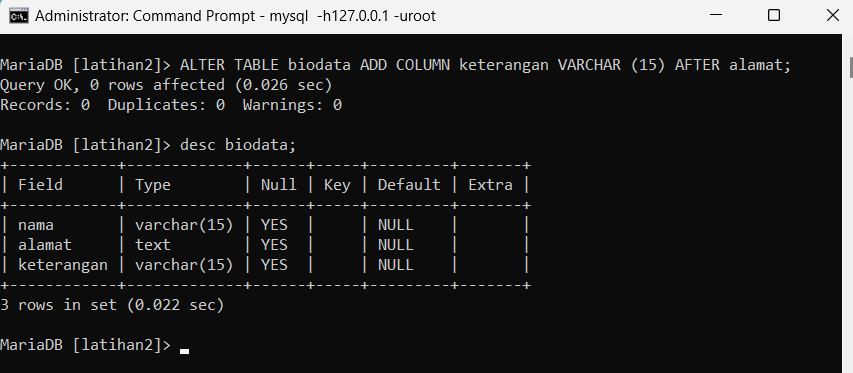 Administrator: Command Prompt - mysql  -h127.0.0.1 -uroot
MariaDB [latihan2]> ALTER TABLE biodata ADD COLUMN keterangan VARCHAR (15) AFTER alamat;
Query OK, 0 rows affected (0.026 sec)
Records: 0  Duplicates: 0  Warnings: 0
MariaDB [latihan2]> desc biodata;
+------------+-------------+------+-----+---------+-------+
| Field      | Type        | Null | Key | Default | Extra |
+------------+-------------+------+-----+---------+-------+
| nama       | varchar(15) | YES  |     | NULL    |       |
| alamat     | text        | YES  |     | NULL    |       |
| keterangan | varchar(15) | YES  |     | NULL    |       |
+------------+-------------+------+-----+---------+-------+
3 rows in set (0.022 sec)
MariaDB [latihan2]>